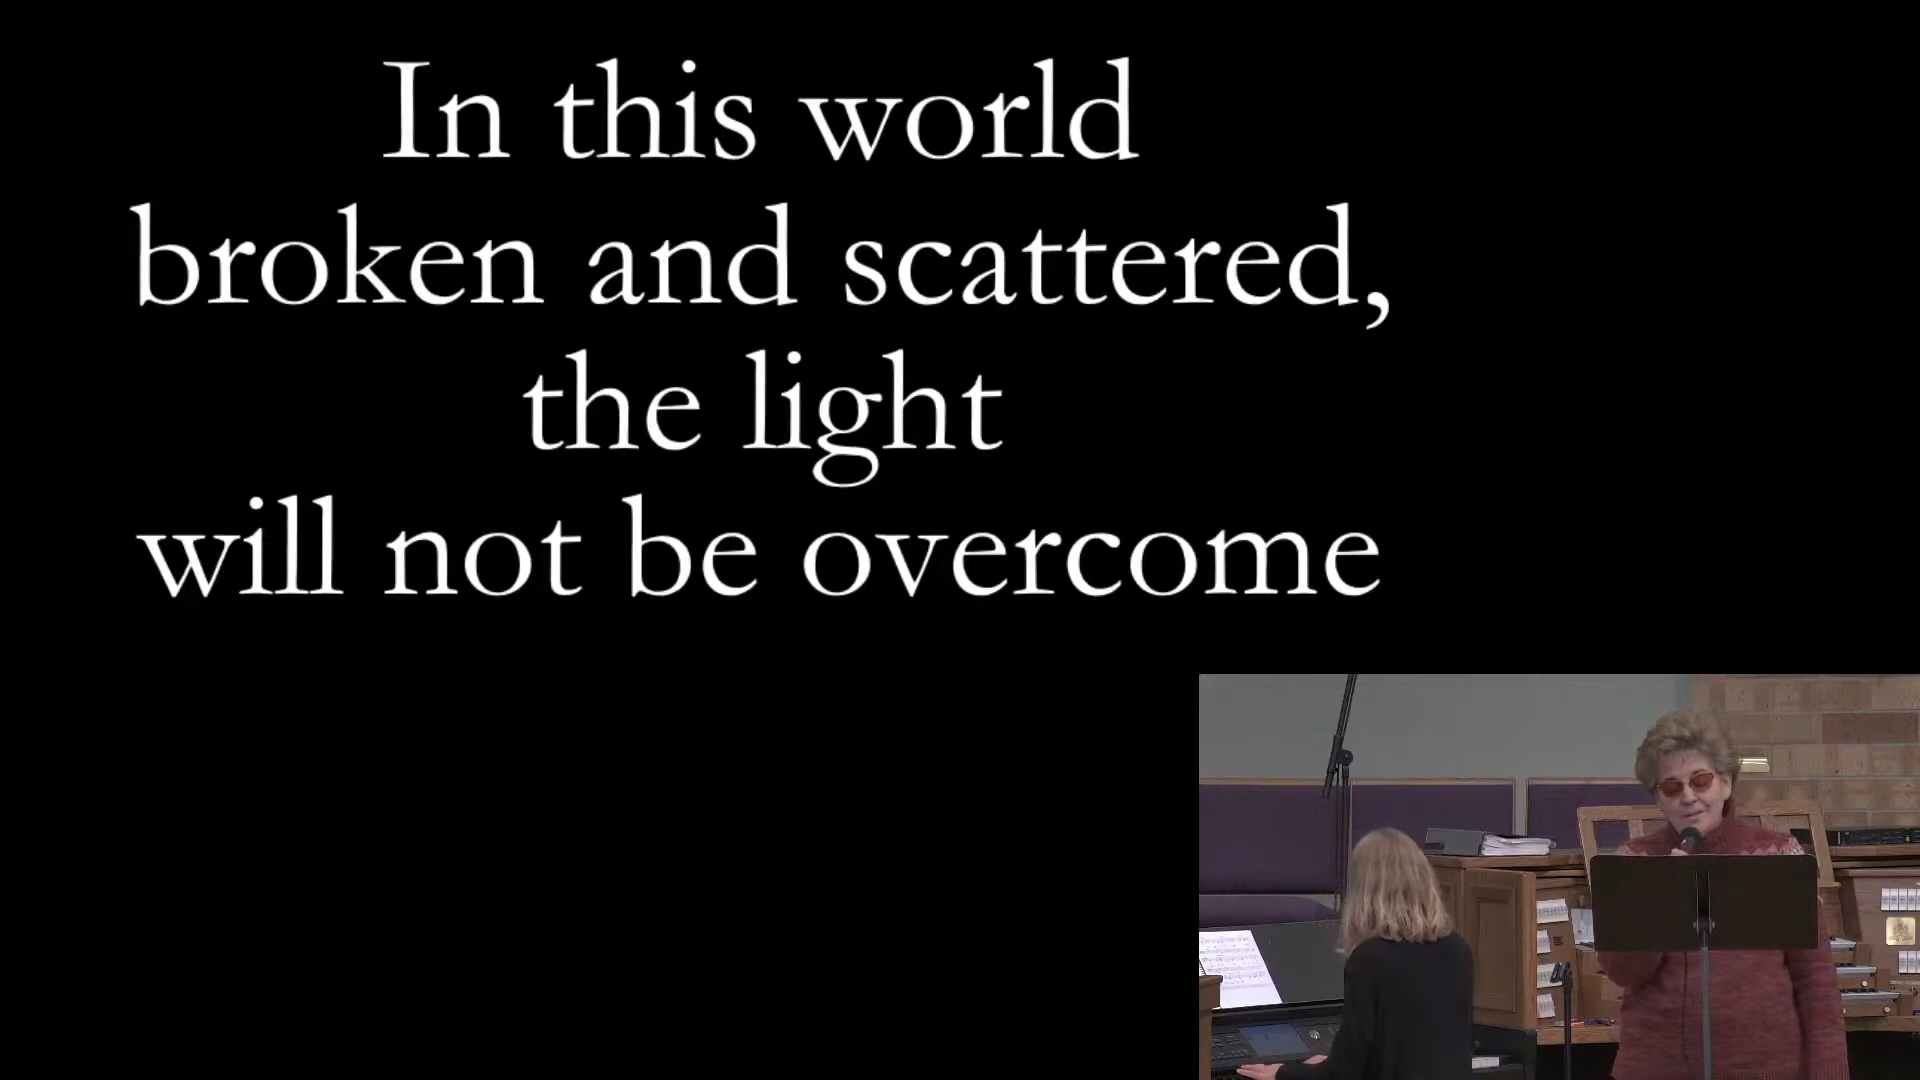 In this world
broken and scattered,
the light
will not be overcome